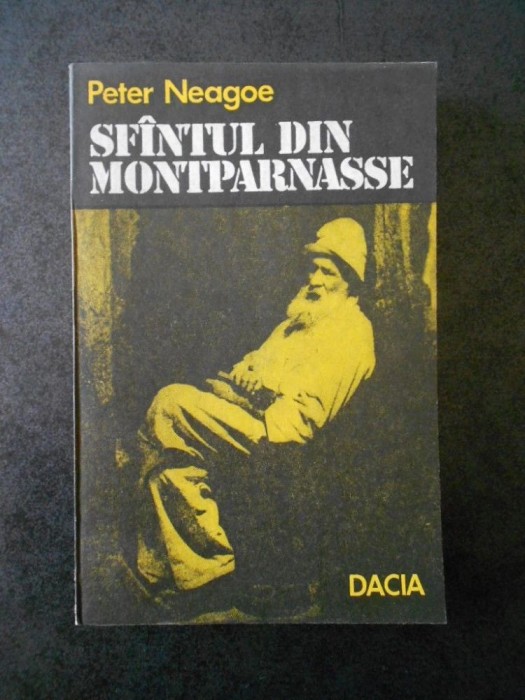 Peter Neagoe
SFÎNTUL DIN
MONTPARNASSE
DACIA